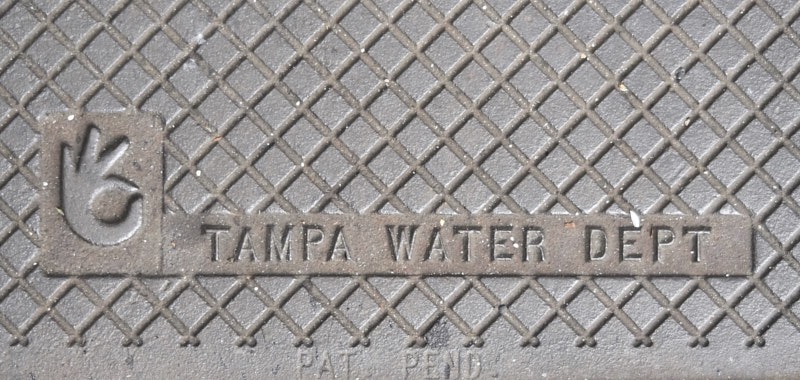 TAMPA WATER DEPT
PAT. PEND.